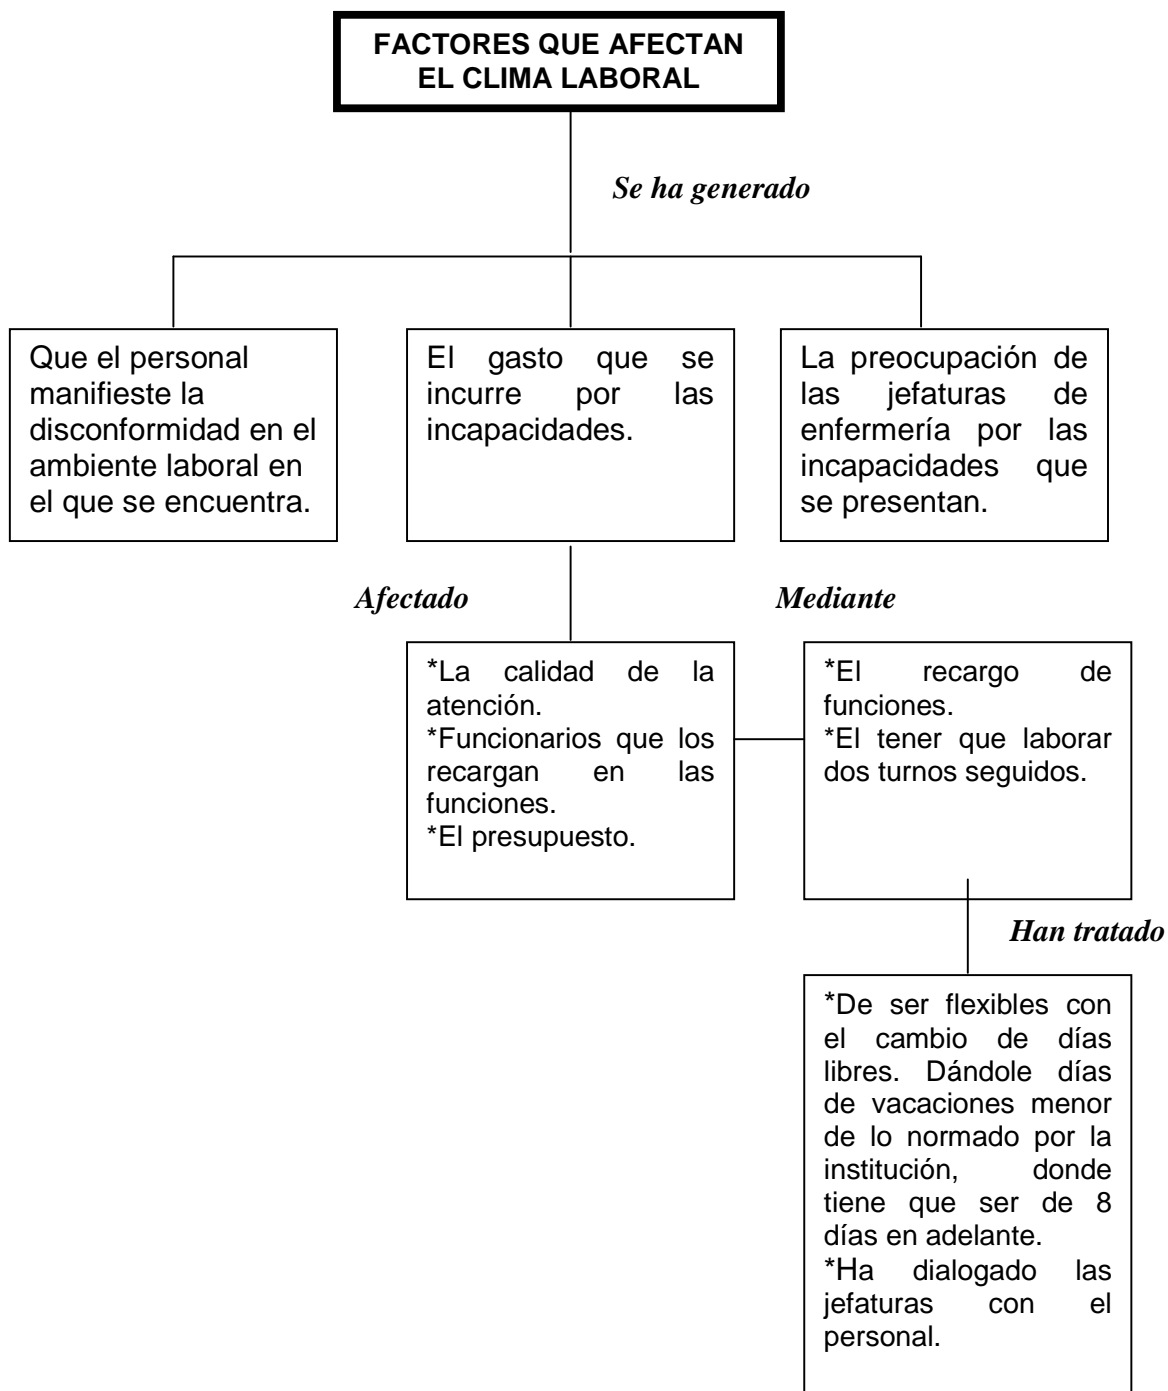 FACTORES QUE AFECTAN
EL CLIMA LABORAL
Se ha generado
Que el personal
manifieste la
disconformidad en el
ambiente laboral en
el que se encuentra.
El gasto que se
incurre por las
incapacidades.
La preocupación de
las jefaturas de
enfermería por las
incapacidades que
se presentan.
Afectado
Mediante
*La calidad de la
atención.
*Funcionarios que los
recargan en las
funciones.
*El presupuesto.
*El recargo de
funciones.
*El tener que laborar
dos turnos seguidos.
Han tratado
*De ser flexibles con
el cambio de días
libres. Dándole días
de vacaciones menor
de lo normado por la
institución, donde
tiene que ser de 8
días en adelante.
*Ha dialogado las
jefaturas con el
personal.